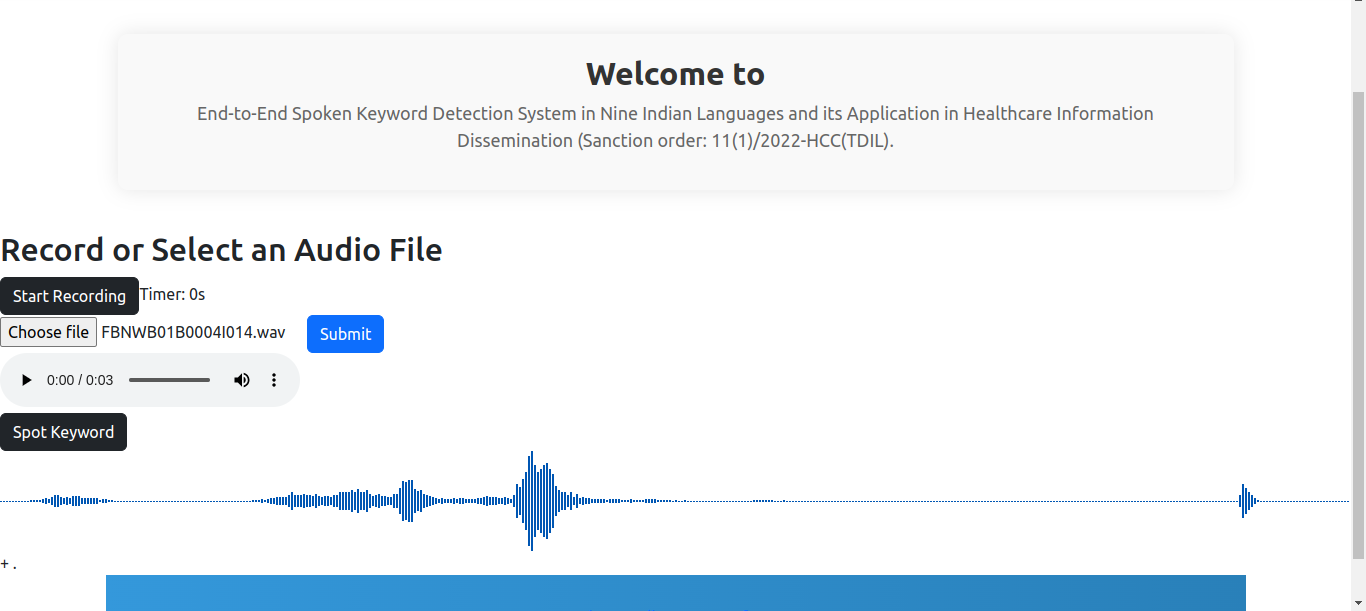 Welcome to
End-to-End Spoken Keyword Detection System in Nine Indian Languages and its Application in Healthcare Information
Dissemination (Sanction order: 11(1)/2022-HCC(TDIL).
Record or Select an Audio File
Start Recording Timer: 0s
Choose file FBNWB01B0004I014.wav Submit
0:00 / 0:03
Spot Keyword
+ .